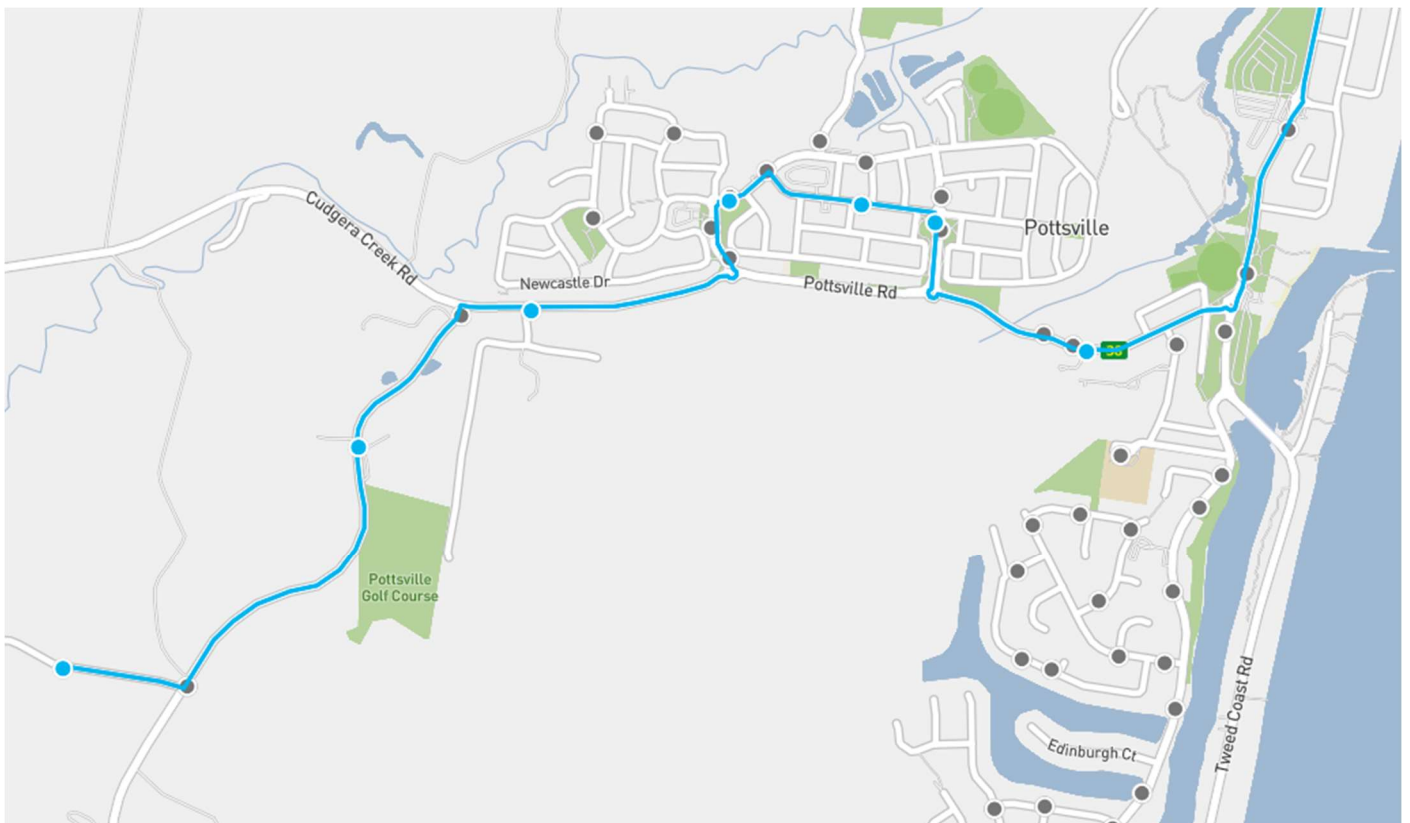 Cudgera Creek Rd
Newcastle Dr
Pottsville Rd
Pottsville
Pottsville
Golf Course
Edinburgh Ct
Tweed Coast Rd